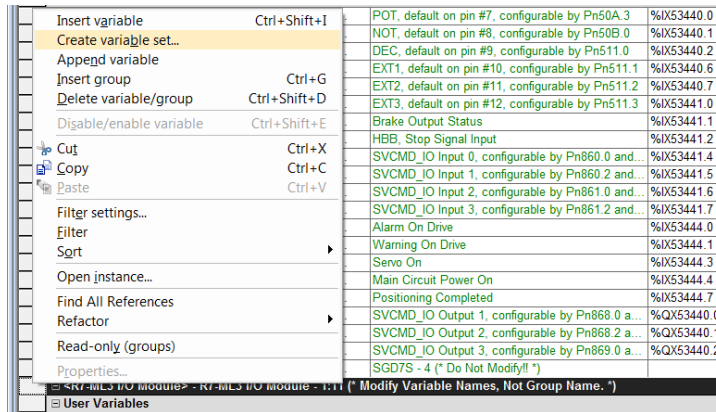 Insert variable Ctrl+Shift+I
Create variable set...
Append variable
Insert group Ctrl+G
Delete variable/group Ctrl+Shift+D
Disable/enable variable Ctrl+Shift+E
Cut Ctrl+X
Copy Ctrl+C
Paste Ctrl+V
Filter settings...
Filter
Sort
Open instance...
Find All References
Refactor
Read-only (groups)
Properties...
POT, default on pin #7, configurable by Pn50A.3 %IX53440.0
NOT, default on pin #8, configurable by Pn50B.0 %IX53440.1
DEC, default on pin #9, configurable by Pn511.0 %IX53440.2
EXT1, default on pin #10, configurable by Pn511.1 %IX53440.6
EXT2, default on pin #11, configurable by Pn511.2 %IX53440.7
EXT3, default on pin #12, configurable by Pn511.3 %IX53441.0
Brake Output Status %IX53441.1
HBB, Stop Signal Input %IX53441.2
SVCMD_IO Input 0, configurable by Pn860.0 and... %IX53441.4
SVCMD_IO Input 1, configurable by Pn860.2 and... %IX53441.5
SVCMD_IO Input 2, configurable by Pn861.0 and... %IX53441.6
SVCMD_IO Input 3, configurable by Pn861.2 and... %IX53441.7
Alarm On Drive %IX53444.0
Warning On Drive %IX53444.1
Servo On %IX53444.3
Main Circuit Power On %IX53444.4
Positioning Completed %IX53444.7
SVCMD_IO Output 1, configurable by Pn868.0 a... %QX53440.0
SVCMD_IO Output 2, configurable by Pn868.2 a... %QX53440.1
SVCMD_IO Output 3, configurable by Pn869.0 a... %QX53440.2
SGD7S - 4 (* Do Not Modify!! *)
<R7-ML3 I/O Module> - R7-ML3 I/O Module - 1:11 (* Modify Variable Names, Not Group Name. *)
User Variables